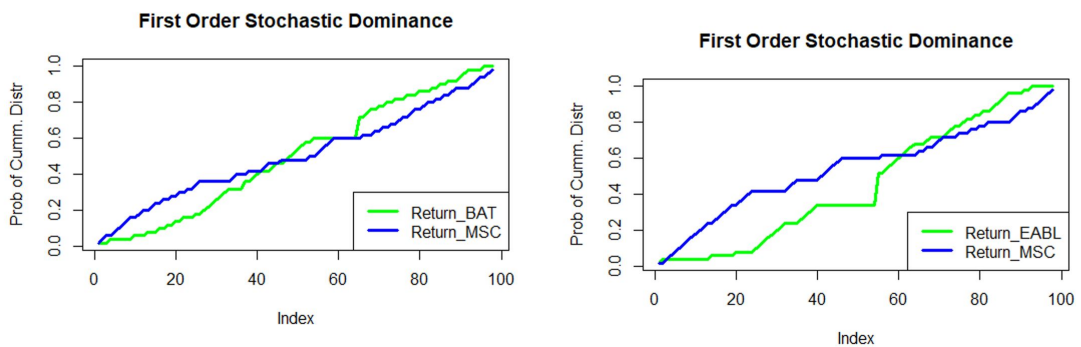 First Order Stochastic Dominance
Prob of Cumm. Distr
1.0
0.8
0.6
0.4
0.2
0.0
Return_BAT
Return_MSC
0 20 40 60 80 100
Index
First Order Stochastic Dominance
Prob of Cumm. Distr
1.0
0.8
0.6
0.4
0.2
0.0
Return_EABL
Return_MSC
0 20 40 60 80 100
Index